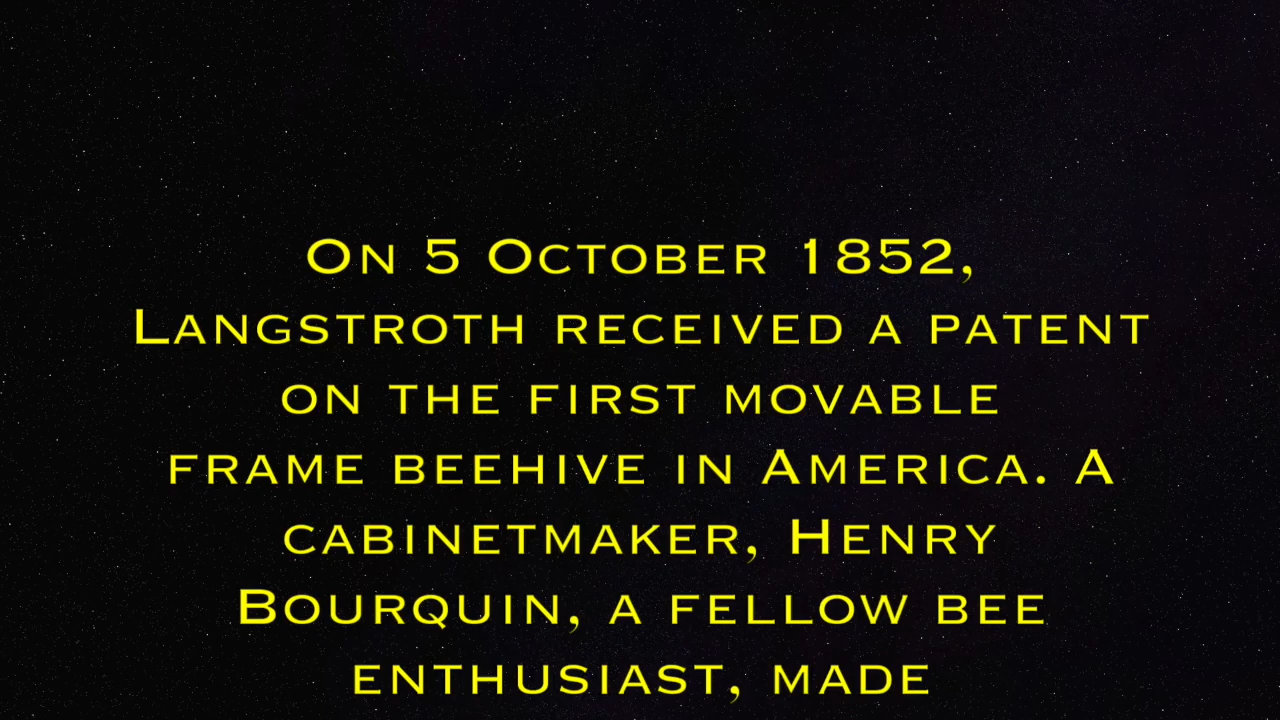 On 5 October 1852,
Langstroth received a patent
on the first movable
frame beehive in America. A
cabinetmaker, Henry
Bourquin, a fellow bee
enthusiast, made